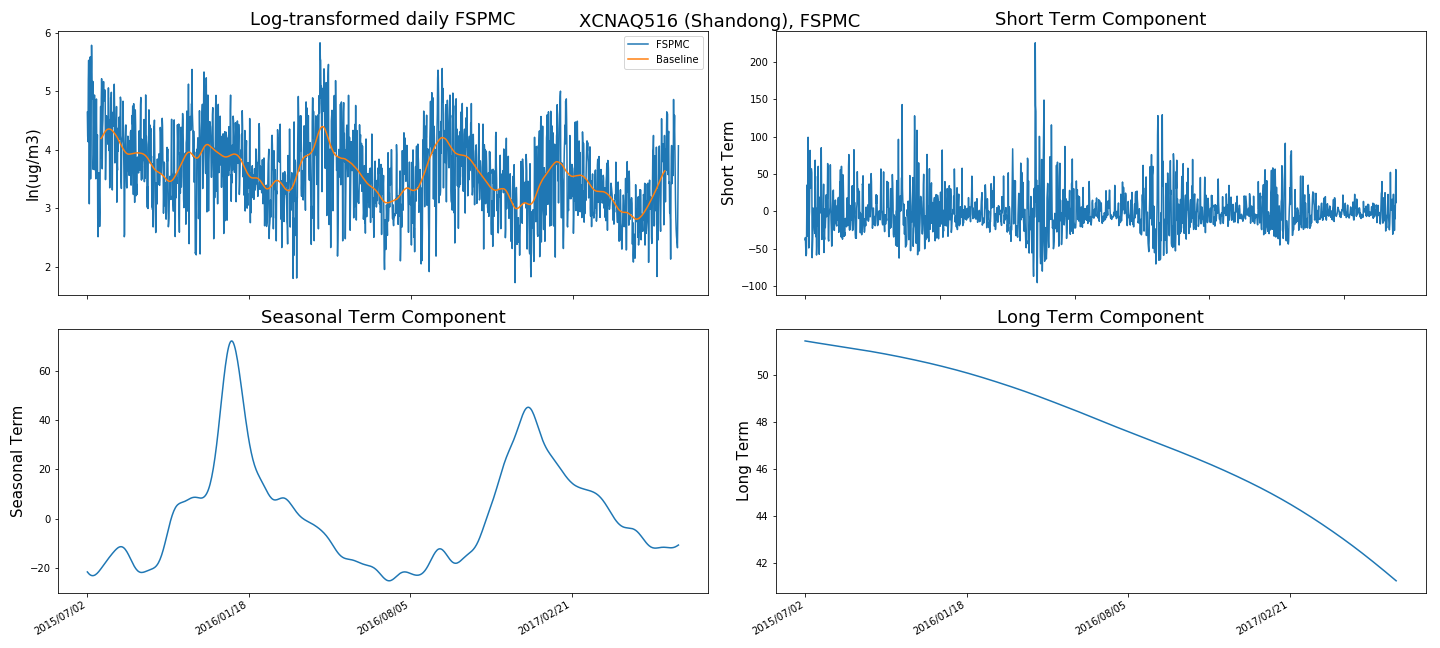 XCNAQ516 (Shandong), FSPMC
Log-transformed daily FSPMC
ln(ug/m3)
6
5
4
3
2
FSPMC
Baseline
Short Term Component
Short Term
200
150
100
50
0
−50
−100
Seasonal Term Component
Seasonal Term
60
40
20
0
−20
2015/07/02
2016/01/18
2016/08/05
2017/02/21
Long Term Component
Long Term
50
48
46
44
42
2015/07/02
2016/01/18
2016/08/05
2017/02/21